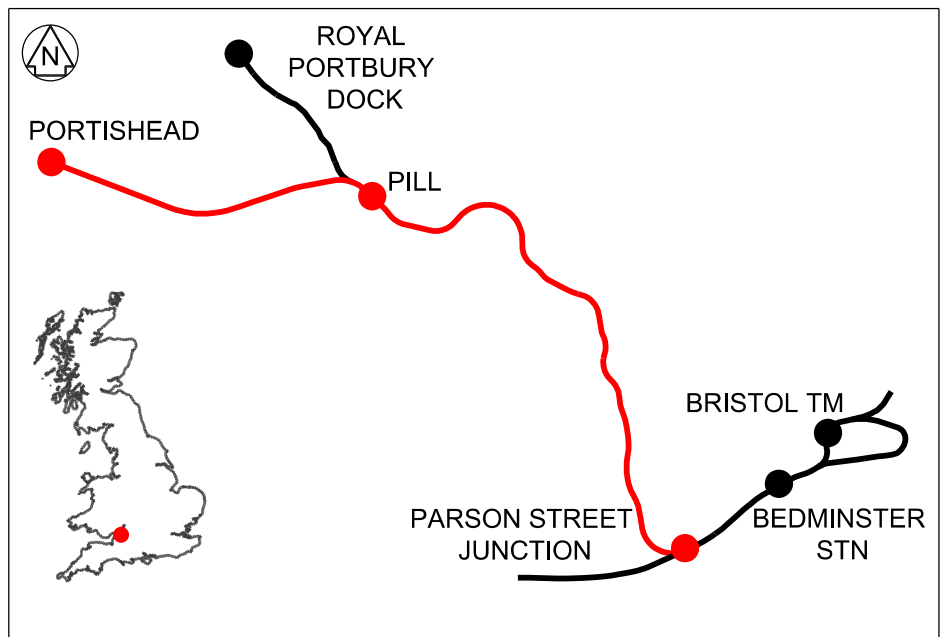 N
ROYAL
PORTBURY
DOCK
PORTISHEAD
PILL
BRISTOL TM
PARSON STREET
JUNCTION
BEDMINSTER
STN